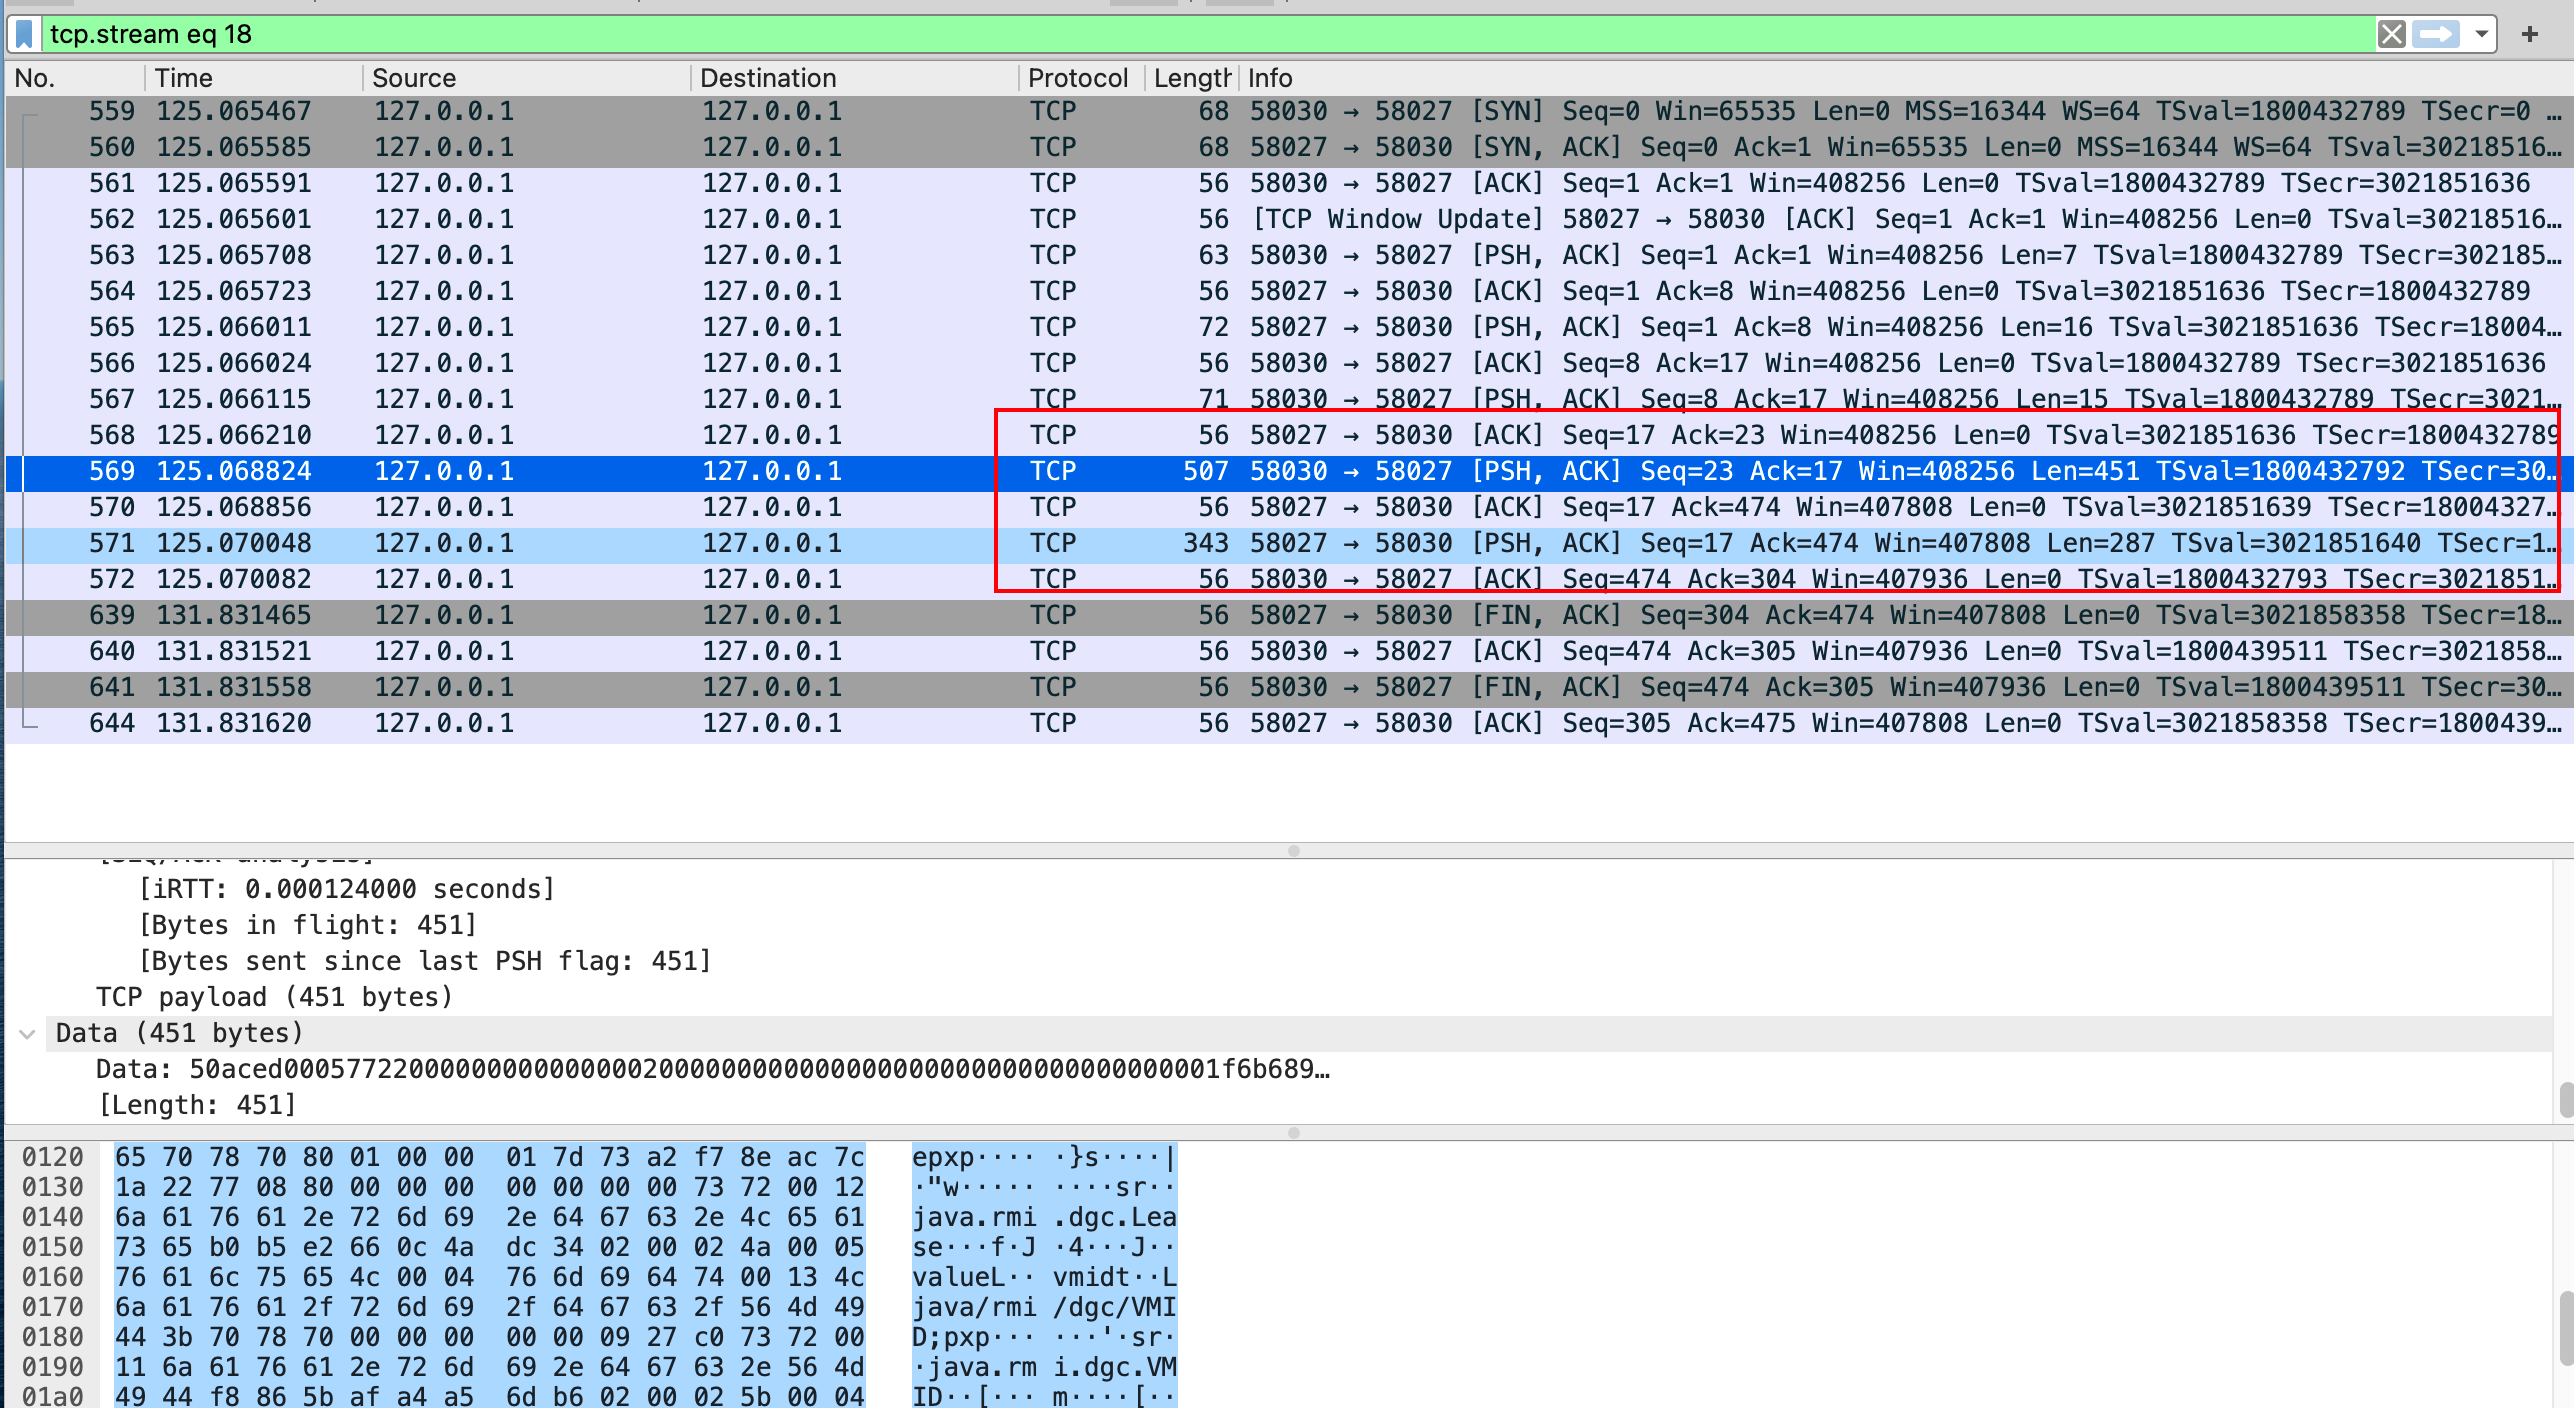 tcp.stream eq 18
No. Time Source Destination Protocol Length Info
559 125.065467 127.0.0.1 127.0.0.1 TCP 68 58030 → 58027 [SYN] Seq=0 Win=65535 Len=0 MSS=16344 WS=64 TSval=1800432789 TSecr=0 …
560 125.065585 127.0.0.1 127.0.0.1 TCP 68 58027 → 58030 [SYN, ACK] Seq=0 Ack=1 Win=65535 Len=0 MSS=16344 WS=64 TSval=30218516…
561 125.065591 127.0.0.1 127.0.0.1 TCP 56 58030 → 58027 [ACK] Seq=1 Ack=1 Win=408256 Len=0 TSval=1800432789 TSecr=3021851636
562 125.065601 127.0.0.1 127.0.0.1 TCP 56 [TCP Window Update] 58027 → 58030 [ACK] Seq=1 Ack=1 Win=408256 Len=0 TSval=30218516…
563 125.065708 127.0.0.1 127.0.0.1 TCP 63 58030 → 58027 [PSH, ACK] Seq=1 Ack=1 Win=408256 Len=7 TSval=1800432789 TSecr=302185…
564 125.065723 127.0.0.1 127.0.0.1 TCP 56 58027 → 58030 [ACK] Seq=1 Ack=8 Win=408256 Len=0 TSval=3021851636 TSecr=1800432789
565 125.066011 127.0.0.1 127.0.0.1 TCP 72 58027 → 58030 [PSH, ACK] Seq=1 Ack=8 Win=408256 Len=16 TSval=3021851636 TSecr=18004…
566 125.066024 127.0.0.1 127.0.0.1 TCP 56 58030 → 58027 [ACK] Seq=8 Ack=17 Win=408256 Len=0 TSval=1800432789 TSecr=3021851636
567 125.066115 127.0.0.1 127.0.0.1 TCP 71 58030 → 58027 [PSH, ACK] Seq=8 Ack=17 Win=408256 Len=15 TSval=1800432789 TSecr=3021…
568 125.066210 127.0.0.1 127.0.0.1 TCP 56 58027 → 58030 [ACK] Seq=17 Ack=23 Win=408256 Len=0 TSval=3021851636 TSecr=1800432789
569 125.068824 127.0.0.1 127.0.0.1 TCP 507 58030 → 58027 [PSH, ACK] Seq=23 Ack=17 Win=408256 Len=451 TSval=1800432792 TSecr=30…
570 125.068856 127.0.0.1 127.0.0.1 TCP 56 58027 → 58030 [ACK] Seq=17 Ack=474 Win=407808 Len=0 TSval=3021851639 TSecr=18004327…
571 125.070048 127.0.0.1 127.0.0.1 TCP 343 58027 → 58030 [PSH, ACK] Seq=17 Ack=474 Win=407808 Len=287 TSval=3021851640 TSecr=1…
572 125.070082 127.0.0.1 127.0.0.1 TCP 56 58030 → 58027 [ACK] Seq=474 Ack=304 Win=407936 Len=0 TSval=1800432793 TSecr=3021851…
639 131.831465 127.0.0.1 127.0.0.1 TCP 56 58027 → 58030 [FIN, ACK] Seq=304 Ack=474 Win=407808 Len=0 TSval=3021858358 TSecr=18…
640 131.831521 127.0.0.1 127.0.0.1 TCP 56 58030 → 58027 [ACK] Seq=474 Ack=305 Win=407936 Len=0 TSval=1800439511 TSecr=3021858…
641 131.831558 127.0.0.1 127.0.0.1 TCP 56 58030 → 58027 [FIN, ACK] Seq=474 Ack=305 Win=407936 Len=0 TSval=1800439511 TSecr=30…
644 131.831620 127.0.0.1 127.0.0.1 TCP 56 58027 → 58030 [ACK] Seq=305 Ack=475 Win=407808 Len=0 TSval=3021858358 TSecr=1800439…
[SEQ/ACK analysis]
[iRTT: 0.000124000 seconds]
[Bytes in flight: 451]
[Bytes sent since last PSH flag: 451]
TCP payload (451 bytes)
Data (451 bytes)
[Length: 451]
0120 65 70 78 70 80 01 00 00 01 7d 73 a2 f7 8e ac 7c epxp···· ·}s····|
0130 1a 22 77 08 80 00 00 00 00 00 00 00 73 72 00 12 ·"w····· ····sr··
0140 6a 61 76 61 2e 72 6d 69 2e 64 67 63 2e 4c 65 61 java.rmi .dgc.Lea
0150 73 65 b0 b5 e2 66 0c 4a dc 34 02 00 02 4a 00 05 se···f·J ·4···J··
0160 76 61 6c 75 65 4c 00 04 76 6d 69 64 74 00 13 4c valueL·· vmidt··L
0170 6a 61 76 61 2f 72 6d 69 2f 64 67 63 2f 56 4d 49 java/rmi /dgc/VMI
0180 44 3b 70 78 70 00 00 00 00 00 09 27 c0 73 72 00 D;pxp··· ···'·sr·
0190 11 6a 61 76 61 2e 72 6d 69 2e 64 67 63 2e 56 4d ·java.rm i.dgc.VM
01a0 49 44 f8 86 5b af a4 a5 6d b6 02 00 02 5b 00 04 ID··[··· m····[··